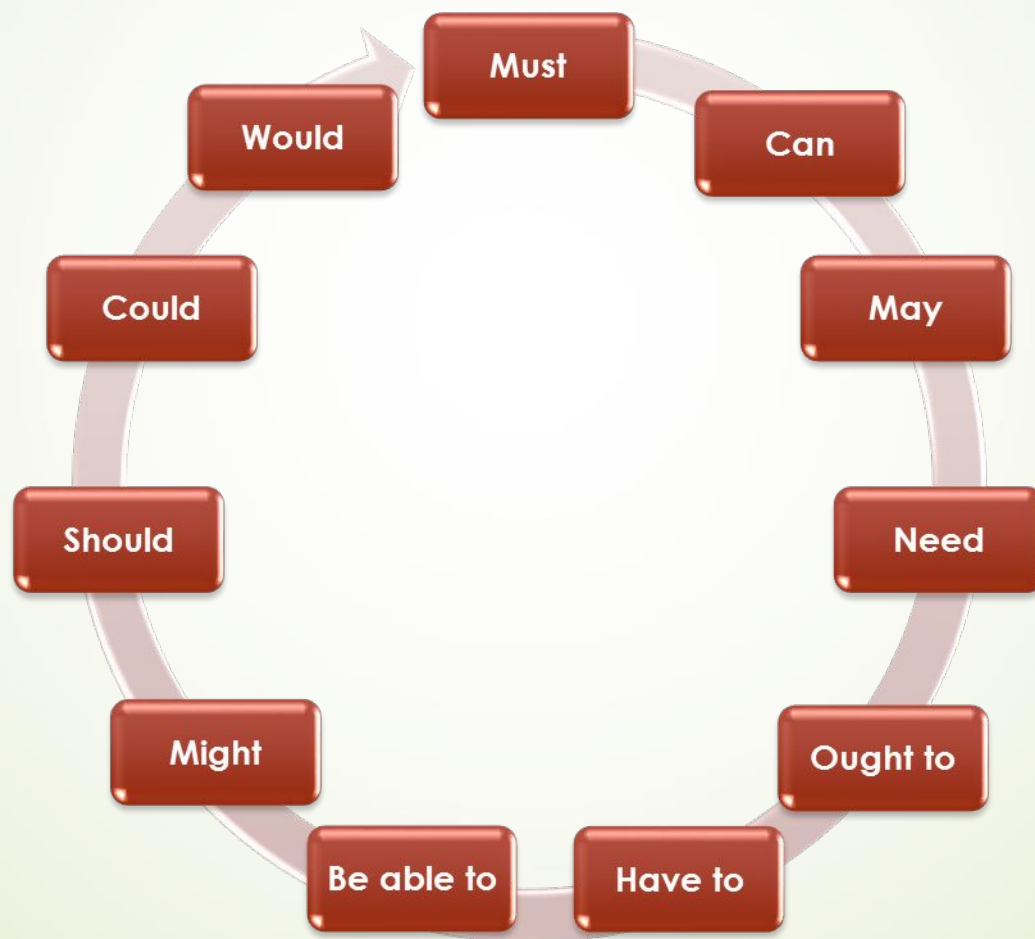 Must
Can
May
Need
Ought to
Have to
Be able to
Might
Should
Could
Would